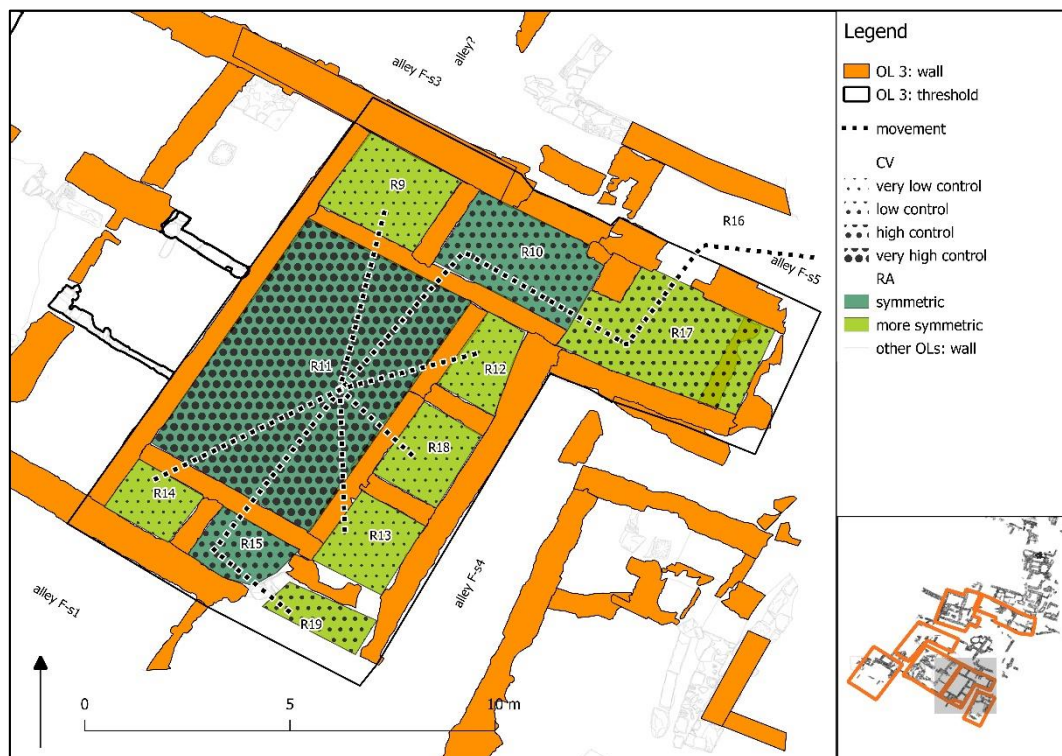 alley F-s3
alley?
R9
R10
R16
alley F-s5
R17
R11
R12
R18
R14
R15
R13
R19
alley F-s1
alley F-s4
0
5
10 m
Legend
OL 3: wall
OL 3: threshold
movement
CV
very low control
low control
high control
very high control
RA
symmetric
more symmetric
other OLs: wall